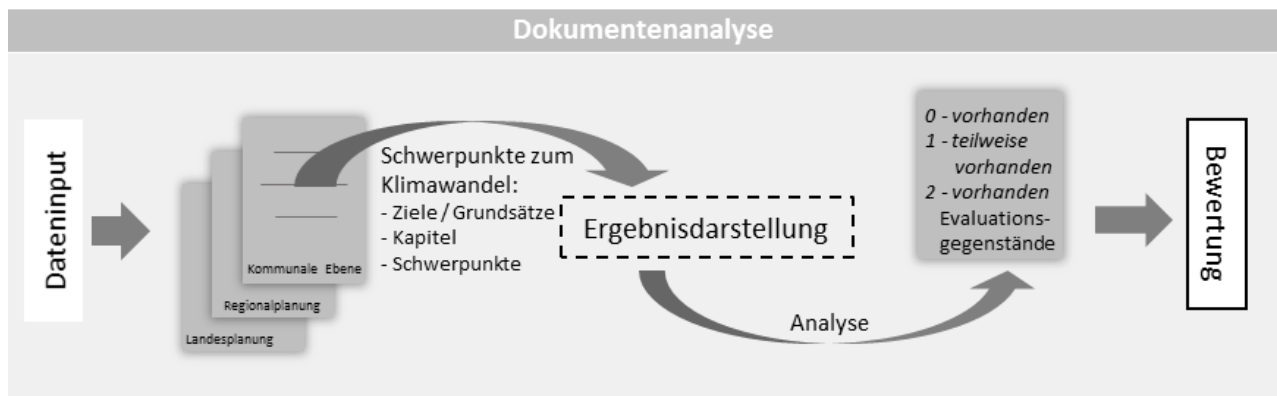 Dokumentenanalyse
Dateninput
Kommunale Ebene
Regionalplanung
Landesplanung
Schwerpunkte zum
Klimawandel:
- Ziele / Grundsätze
- Kapitel
- Schwerpunkte
Ergebnisdarstellung
Analyse
0 - vorhanden
1 - teilweise
vorhanden
2 - vorhanden
Evaluations-
gegenstände
Bewertung